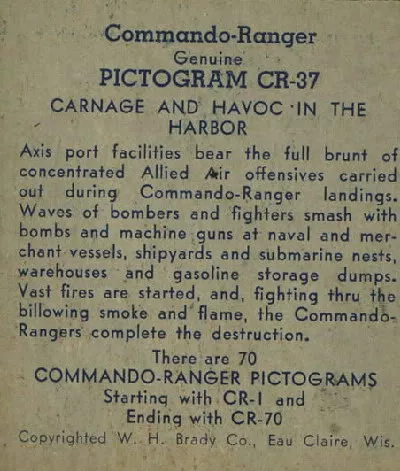 Commando-Ranger
Genuine
PICTOGRAM CR-37
CARNAGE AND HAVOC IN THE
HARBOR
Axis port facilities bear the full brunt of
concentrated Allied Air offensives carried
out during Commando-Ranger landings.
Waves of bombers and fighters smash with
bombs and machine guns at naval and mer-
chant vessels, shipyards and submarine nests,
warehouses and gasoline storage dumps.
Vast fires are started, and, fighting thru the
billowing smoke and flame, the Commando-
Rangers complete the destruction.
There are 70
COMMANDO-RANGER PICTOGRAMS
Starting with CR-1 and
Ending with CR-70
Copyrighted W. H. Brady Co., Eau Claire, Wis.